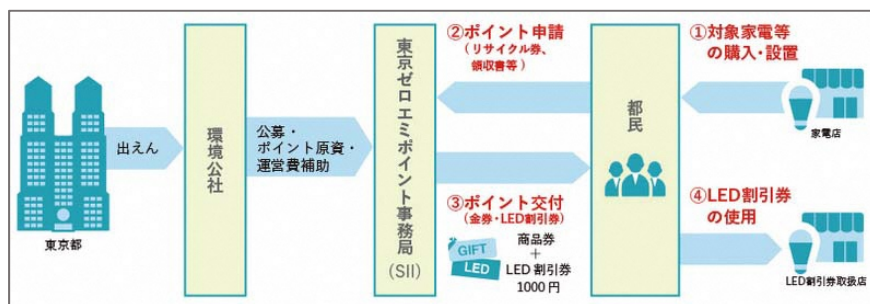 東京都
出えん
環境公社
公募・
ポイント原資・
運営費補助
東京ゼロエミポイント事務局
(SII)
②ポイント申請
(リサイクル券、
領収書等)
③ポイント交付
(金券・LED割引券)
GIFT
LED
商品券
+
LED割引券
1000円
都民
①対象家電等
の購入・設置
家電店
④LED割引券
の使用
LED割引券取扱店